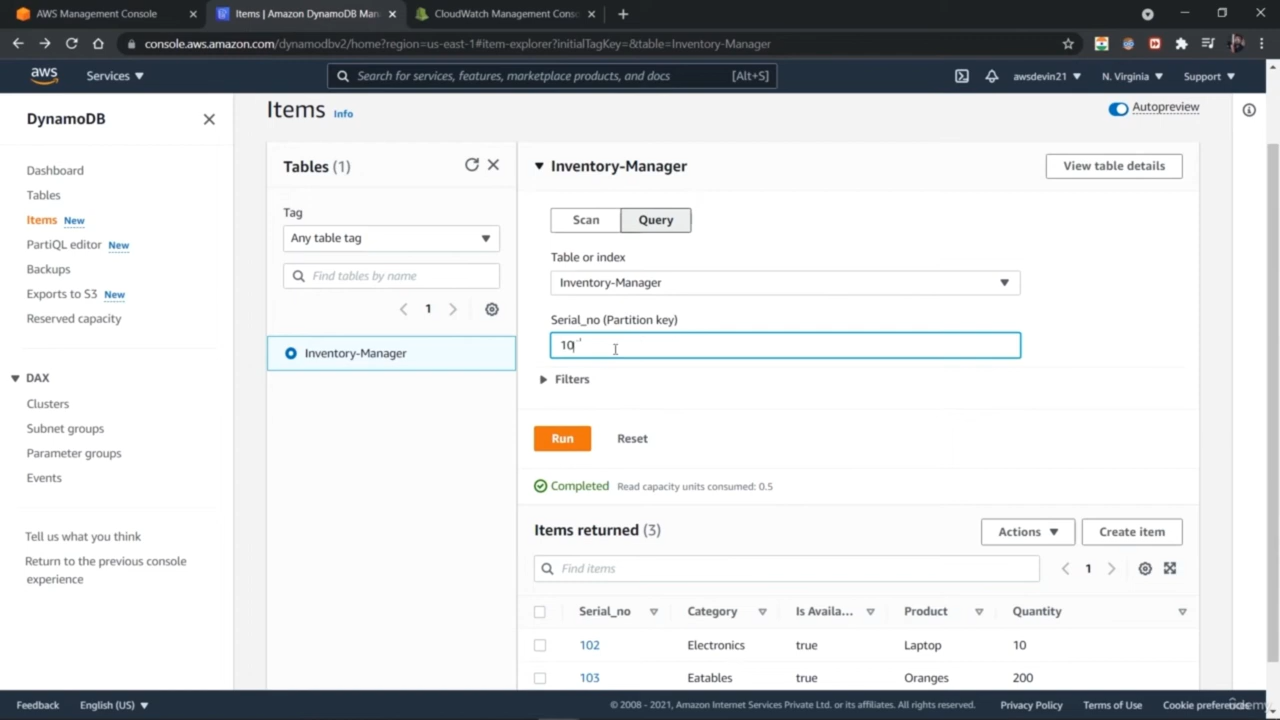 AWS Management Console
Items | Amazon DynamoDB Man
CloudWatch Management Cons
console.aws.amazon.com/dynamodbv2/home?region=us-east-1#item-explorer?initialTagKey=&table=Inventory-Manager
aws
Services
Search for services, features, marketplace products, and docs
[Alt+S]
awsdevin21
N. Virginia
Support
DynamoDB
Dashboard
Tables
Items New
PartiQL editor New
Backups
Exports to S3 New
Reserved capacity
DAX
Clusters
Subnet groups
Parameter groups
Events
Tell us what you think
Return to the previous console
experience
Items Info
Autopreview
Tables (1)
Tag
Any table tag
Find tables by name
1
Inventory-Manager
Inventory-Manager
View table details
Scan
Query
Table or index
Inventory-Manager
Serial_no (Partition key)
10
Filters
Run
Reset
Completed Read capacity units consumed: 0.5
Items returned (3)
Actions
Create item
Find items
1
Serial_no Category Is Availa... Product Quantity
102 Electronics true Laptop 10
103 Eatables true Oranges 200
Feedback
English (US)
© 2008 - 2021, Amazon Internet Services Private Ltd. or its affiliates. All rights reserved.
Privacy Policy
Terms of Use
Cookie preferences